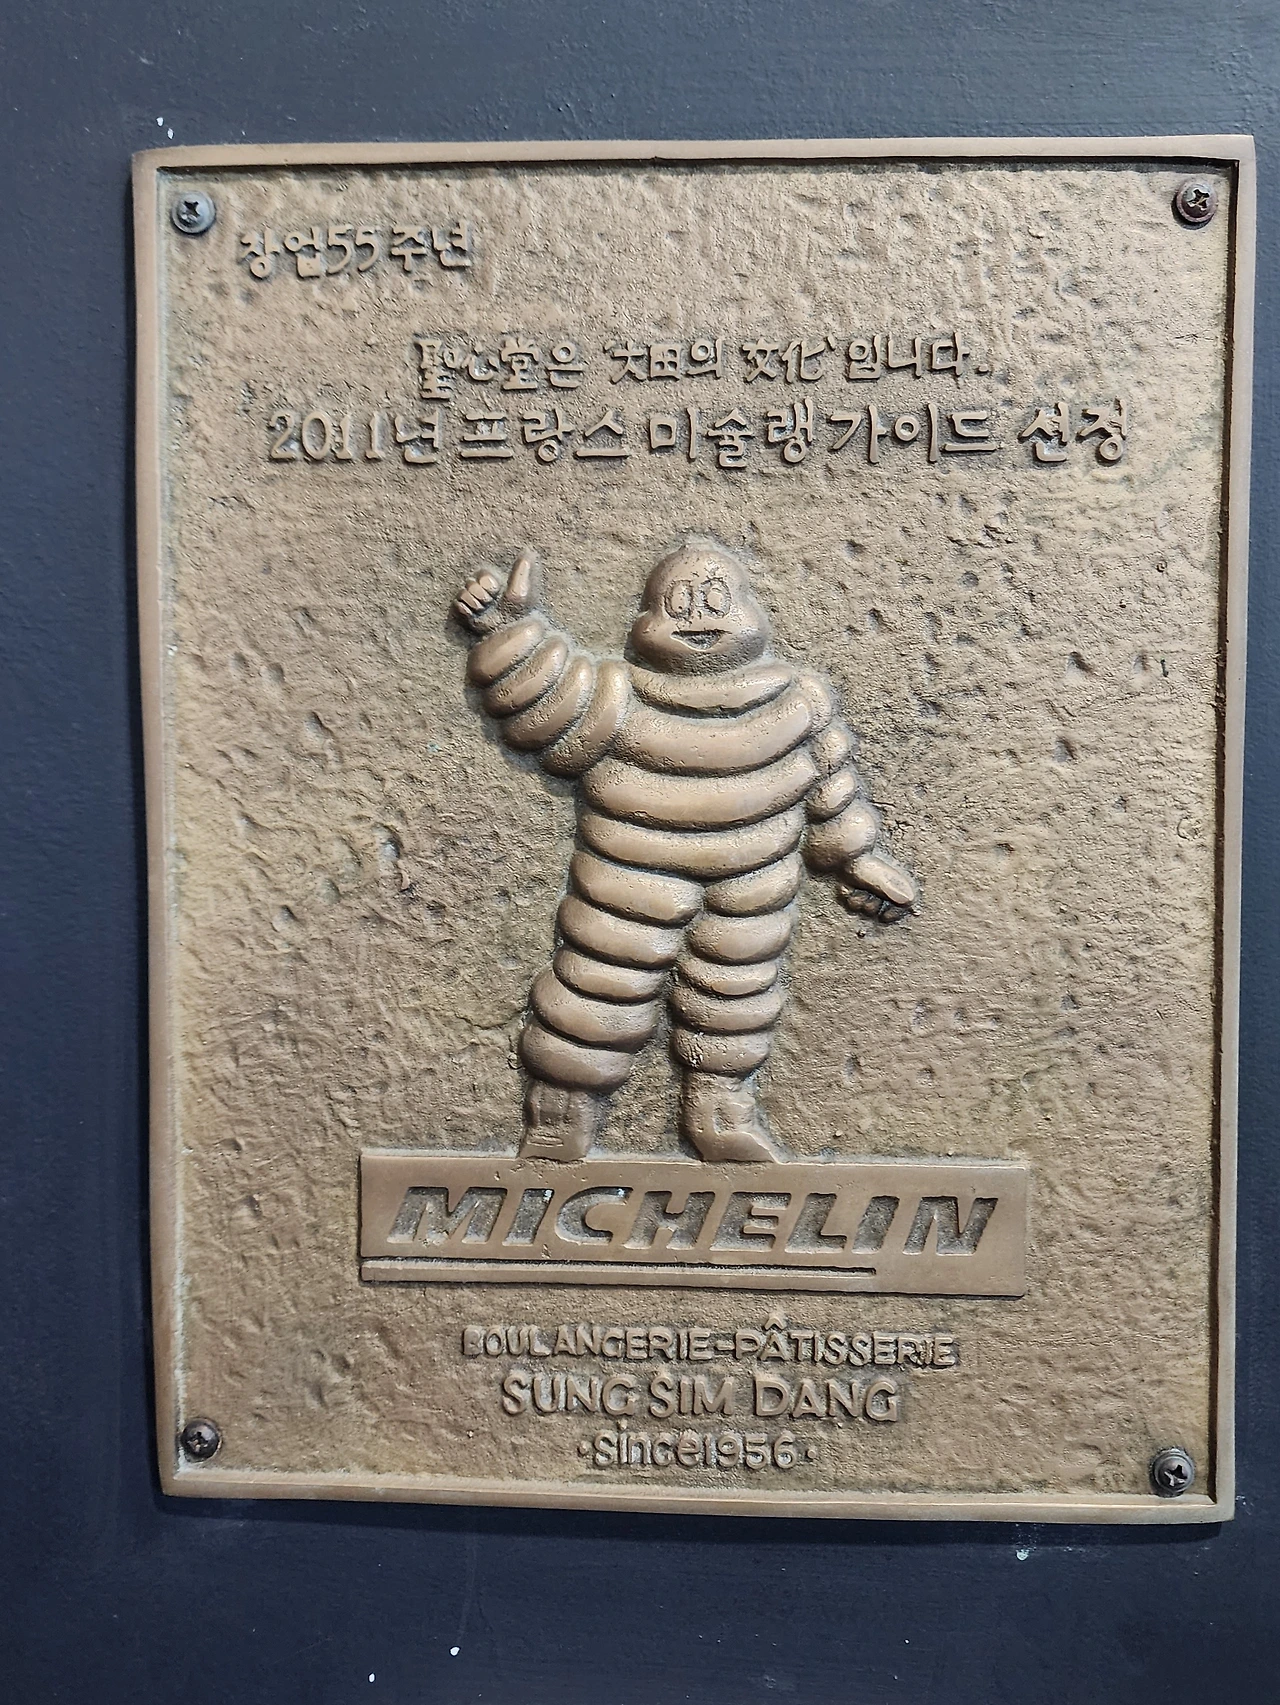 창업55주년
聖心堂은 '大田의 文化'입니다.
2011년 프랑스 미슐랭가이드 선정
MICHELIN
BOULANGERIE-PÂTISSERIE
SUNG SIM DANG
·since1956·